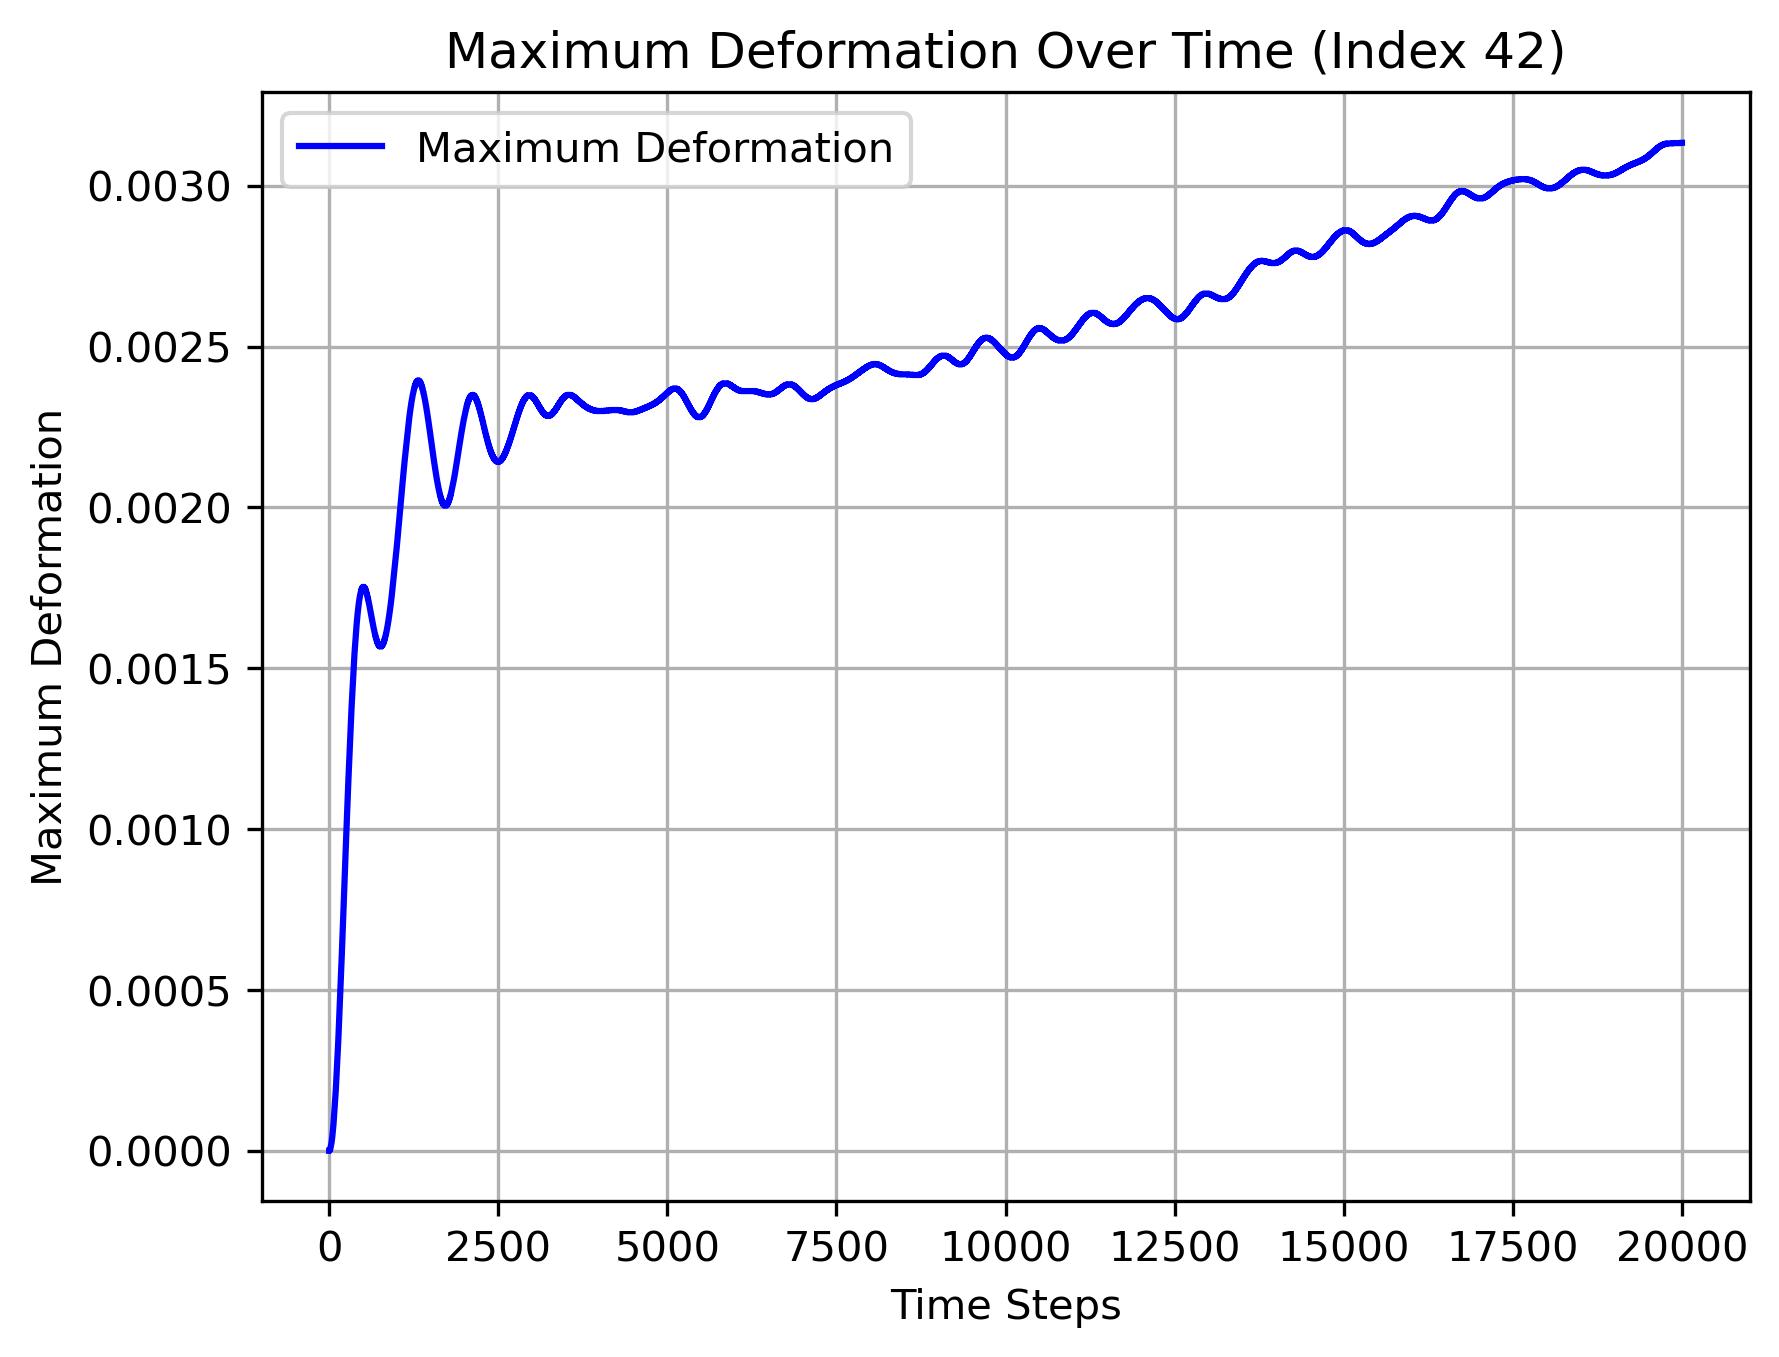 Maximum Deformation Over Time (Index 42)
Maximum Deformation
0.0030
0.0025
0.0020
0.0015
0.0010
0.0005
0.0000
Maximum Deformation
0 2500 5000 7500 10000 12500 15000 17500 20000
Time Steps